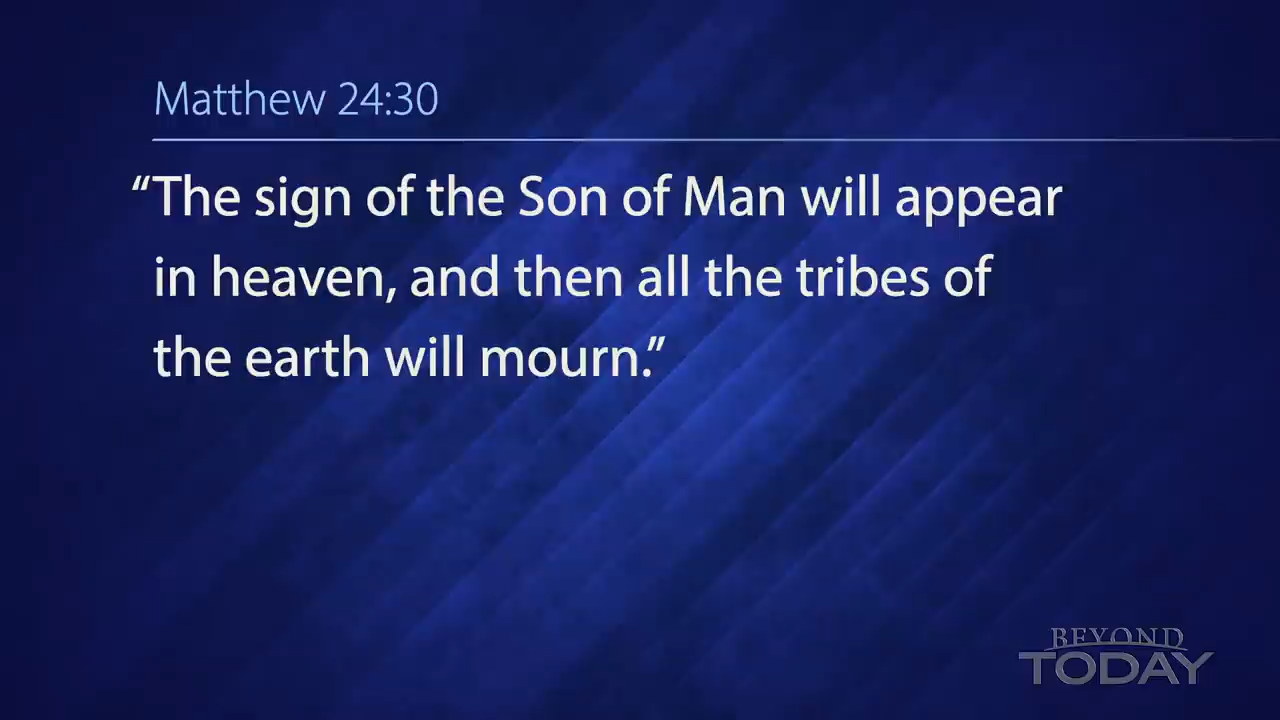 Matthew 24:30
“The sign of the Son of Man will appear
in heaven, and then all the tribes of
the earth will mourn.”
BEYOND
TODAY